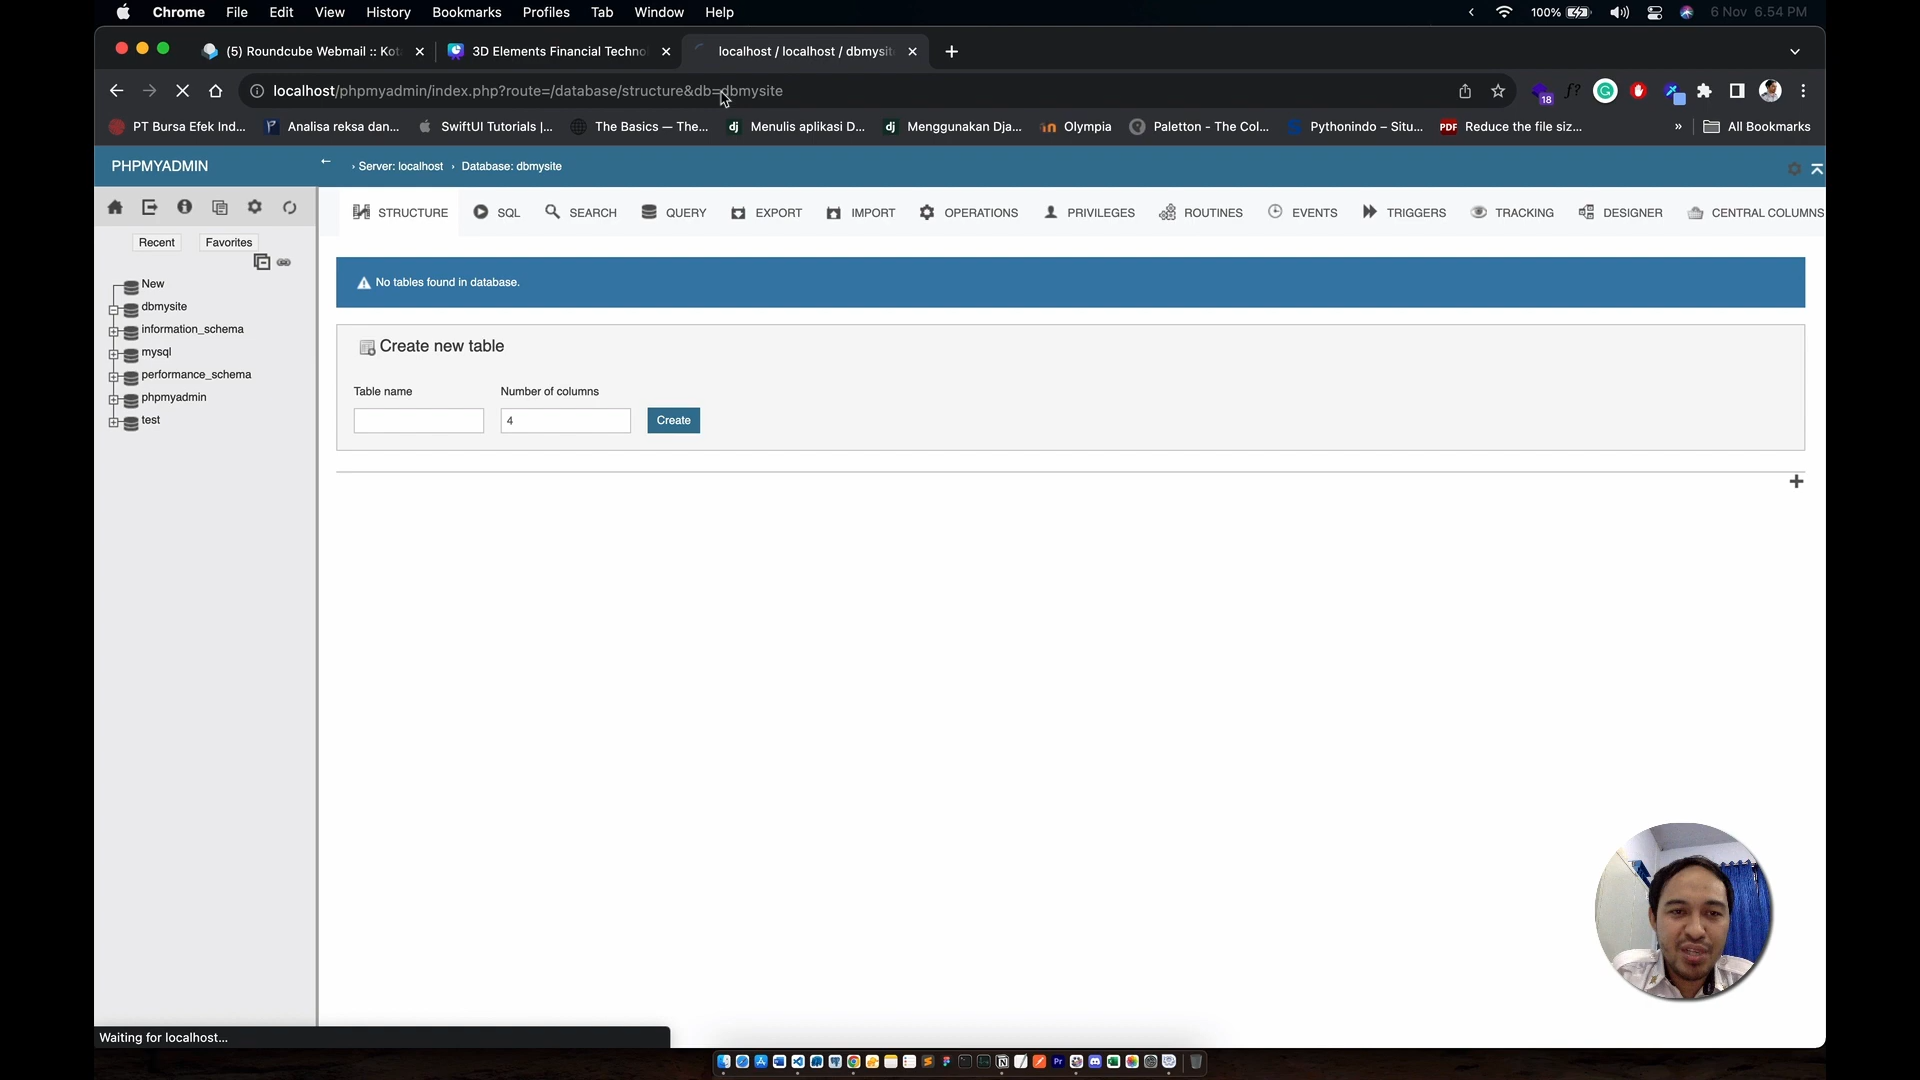 Chrome File Edit View History Bookmarks Profiles Tab Window Help 100% 6 Nov 6.54 PM
(5) Roundcube Webmail :: Kot 3D Elements Financial Techno localhost / localhost / dbmysit
localhost/phpmyadmin/index.php?route=/database/structure&db=dbmysite 18 f?
PT Bursa Efek Ind... Analisa reksa dan... SwiftUI Tutorials |... The Basics — The... dj Menulis aplikasi D... dj Menggunakan Dja... Olympia Paletton - The Col... Pythonindo – Situ... PDF Reduce the file siz... » All Bookmarks
PHPMYADMIN Server: localhost Database: dbmysite
STRUCTURE SQL SEARCH QUERY EXPORT IMPORT OPERATIONS PRIVILEGES ROUTINES EVENTS TRIGGERS TRACKING DESIGNER CENTRAL COLUMNS
Recent Favorites
New
dbmysite
information_schema
mysql
performance_schema
phpmyadmin
test
No tables found in database.
Create new table
Table name Number of columns
4 Create
Waiting for localhost...